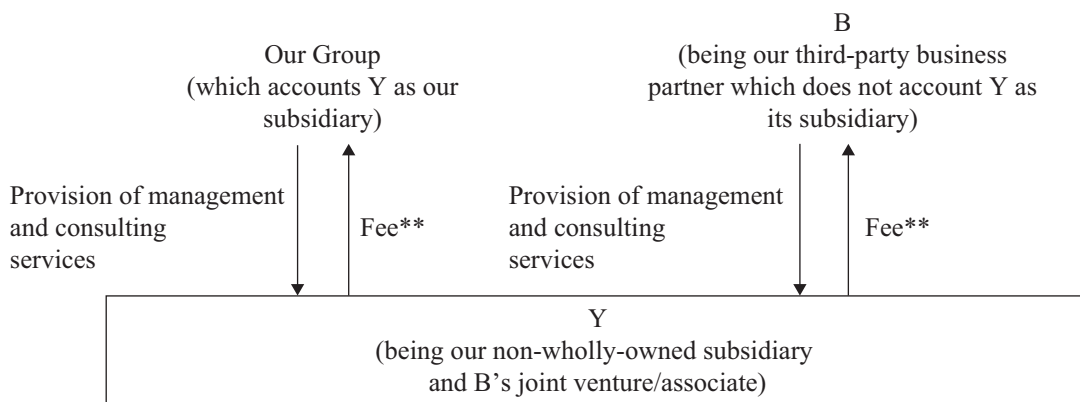 Our Group
(which accounts Y as our
subsidiary)
B
(being our third-party business
partner which does not account Y as
its subsidiary)
Provision of management
and consulting
services
Fee**
Provision of management
and consulting
services
Fee**
Y
(being our non-wholly-owned subsidiary
and B’s joint venture/associate)